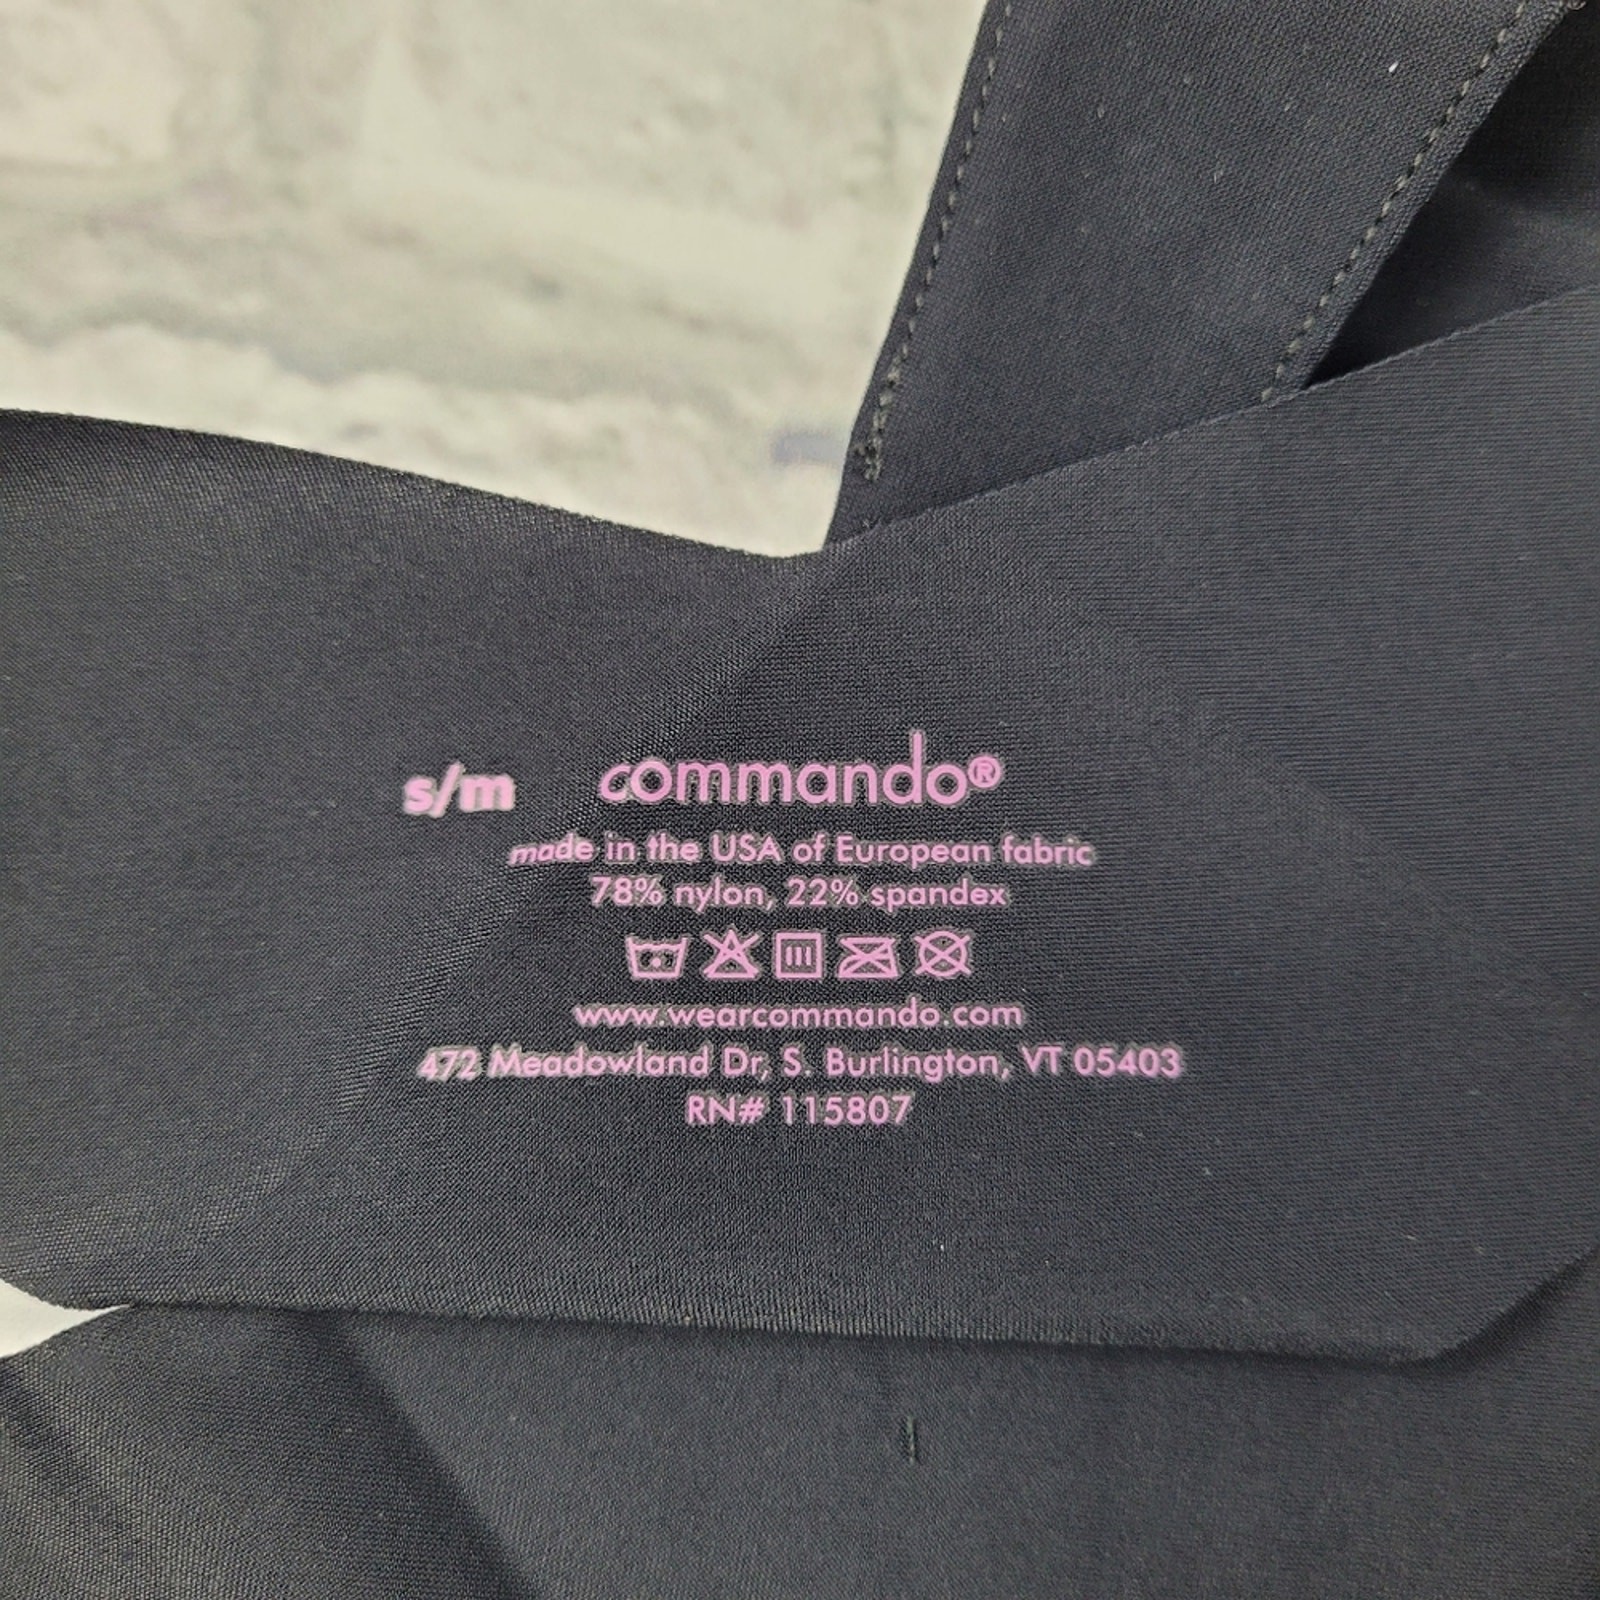 s/m commando®
made in the USA of European fabric
78% nylon, 22% spandex
www.wearcommando.com
472 Meadowland Dr, S. Burlington, VT 05403
RN# 115807